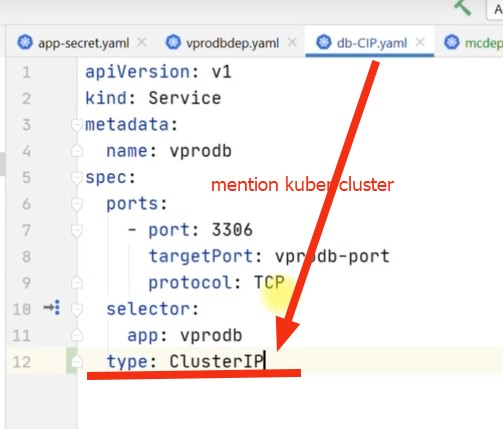 A
app-secret.yaml vprodbdep.yaml db-CIP.yaml mcdep
1 apiVersion: v1
2 kind: Service
3 metadata:
4 name: vprodb
5 spec:
mention kuber cluster
6 ports:
7 - port: 3306
8 targetPort: vprodb-port
9 protocol: TCP
10 selector:
11 app: vprodb
12 type: ClusterIP